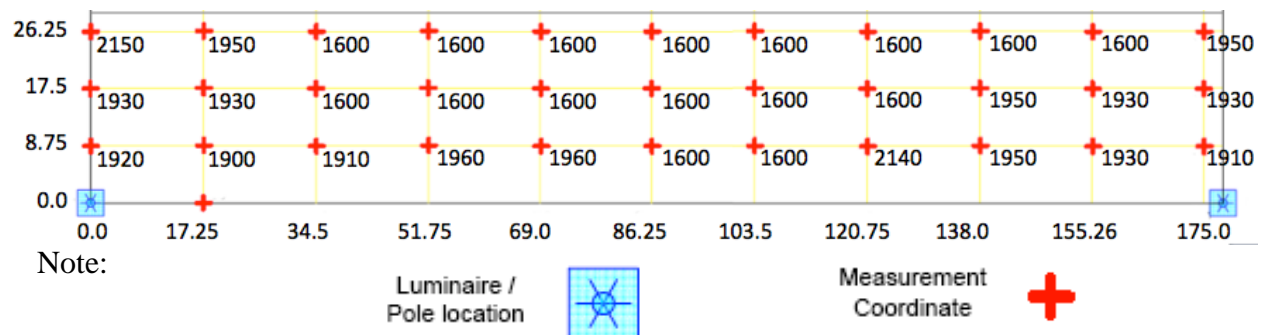 26.25
2150 1950 1600 1600 1600 1600 1600 1600 1600 1600 1950
17.5
1930 1930 1600 1600 1600 1600 1600 1600 1950 1930 1930
8.75
1920 1900 1910 1960 1960 1600 1600 2140 1950 1930 1910
0.0
0.0 17.25 34.5 51.75 69.0 86.25 103.5 120.75 138.0 155.26 175.0
Note:
Luminaire /
Pole location
Measurement
Coordinate